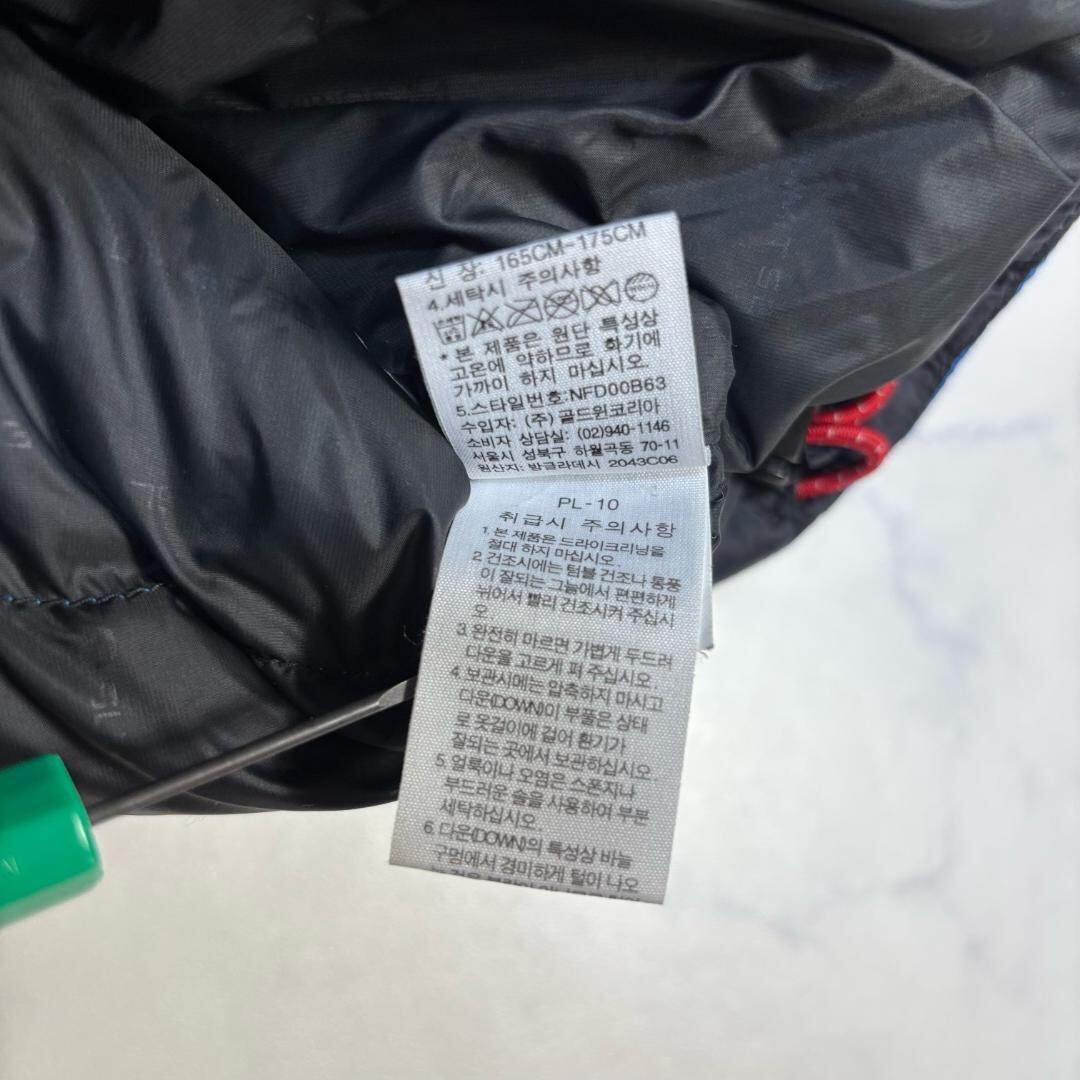 신 장: 165CM-175CM
4.세탁시 주의사항
* 본 제품은 원단 특성상
고온에 약하므로 화기에
가까이 하지 마십시오.
5.스타일번호:NFD00B63
수입자: (주) 골드윈코리아
소비자 상담실: (02)940-1146
서울시 성북구 하월곡동 70-11
원산지: 방글라데시 2043C06
PL-10
취급시 주의사항
1. 본 제품은 드라이크리닝을
절대 하지 마십시오.
2. 건조시에는 텀블 건조나 통풍
이 잘되는 그늘에서 편편하게
뉘어서 빨리 건조시켜 주십시
오
3. 완전히 마르면 가볍게 두드려
다운을 고르게 펴 주십시오.
4. 보관시에는 압축하지 마시고
다운(DOWN)이 부풀은 상태
로 옷걸이에 걸어 환기가
잘되는 곳에서 보관하십시오
5. 얼룩이나 오염은 스폰지나
부드러운 솔을 사용하여 부분
세탁하십시오.
6. 다운(DOWN)의 특성상 바늘
구멍에서 경미하게 털이 나오